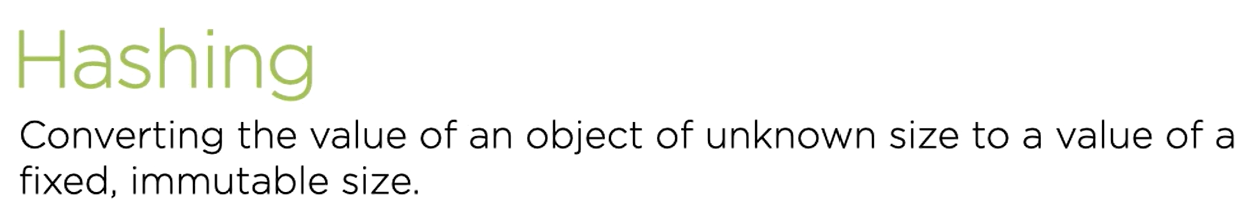 Hashing
Converting the value of an object of unknown size to a value of a
fixed, immutable size.